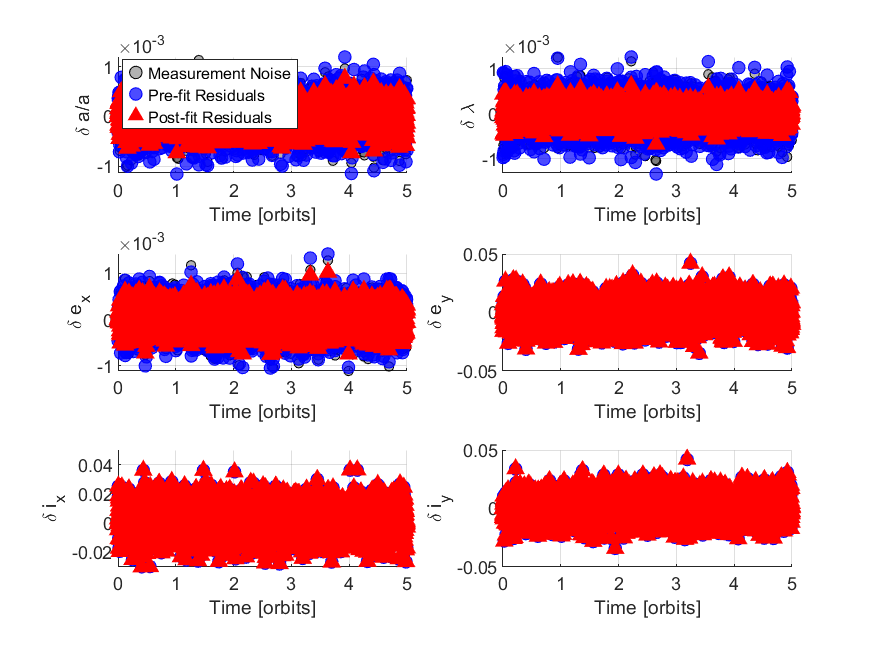 ×10⁻³
1
0
-1
δ a/a
Measurement Noise
Pre-fit Residuals
Post-fit Residuals
0 1 2 3 4 5
Time [orbits]
×10⁻³
1
0
-1
δ λ
0 1 2 3 4 5
Time [orbits]
×10⁻³
1
0
-1
δ eₓ
0 1 2 3 4 5
Time [orbits]
0.05
0
-0.05
δ e_y
0 1 2 3 4 5
Time [orbits]
0.04
0.02
0
-0.02
δ iₓ
0 1 2 3 4 5
Time [orbits]
0.05
0
-0.05
δ i_y
0 1 2 3 4 5
Time [orbits]